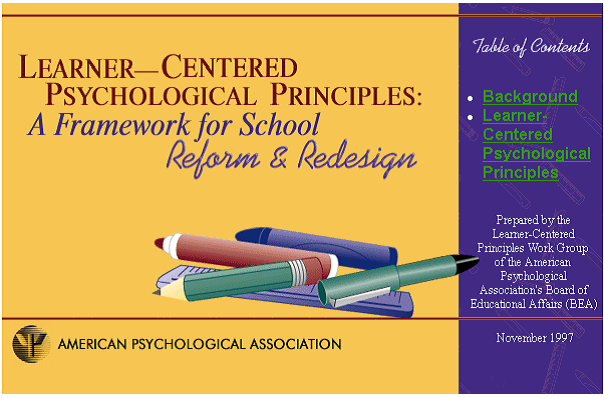 LEARNER—CENTERED
PSYCHOLOGICAL PRINCIPLES:
A Framework for School
Reform & Redesign
AMERICAN PSYCHOLOGICAL ASSOCIATION
Table of Contents
Background
Learner-
Centered
Psychological
Principles
Prepared by the
Learner-Centered
Principles Work Group
of the American
Psychological
Association's Board of
Educational Affairs (BEA)
November 1997